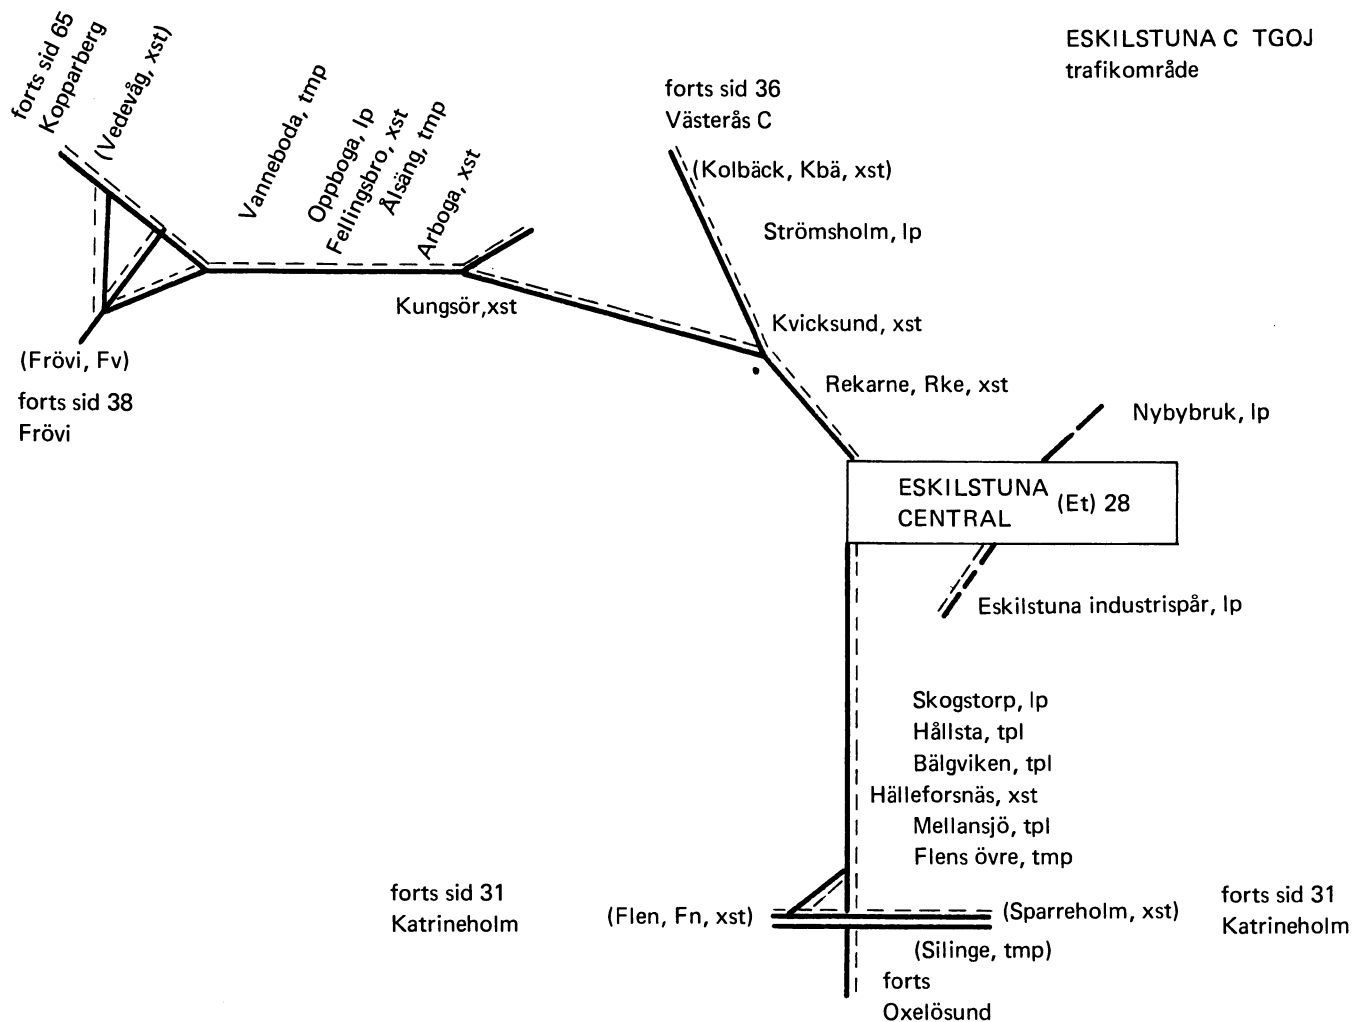 ESKILSTUNA C TGOJ
trafikområde
forts sid 65
Kopparberg
(Vedevåg, xst)
Vanneboda, tmp
Oppboga, lp
Fellingsbro, xst
Ålsäng, tmp
Arboga, xst
forts sid 36
Västerås C
(Kolbäck, Kbä, xst)
Strömsholm, lp
Kungsör,xst
Kvicksund, xst
(Frövi, Fv)
forts sid 38
Frövi
Rekarne, Rke, xst
Nybybruk, lp
ESKILSTUNA
CENTRAL
(Et) 28
Eskilstuna industrispår, lp
Skogstorp, lp
Hållsta, tpl
Bälgviken, tpl
Hälleforsnäs, xst
Mellansjö, tpl
Flens övre, tmp
forts sid 31
Katrineholm
(Flen, Fn, xst)
(Sparreholm, xst)
forts sid 31
Katrineholm
(Silinge, tmp)
forts
Oxelösund